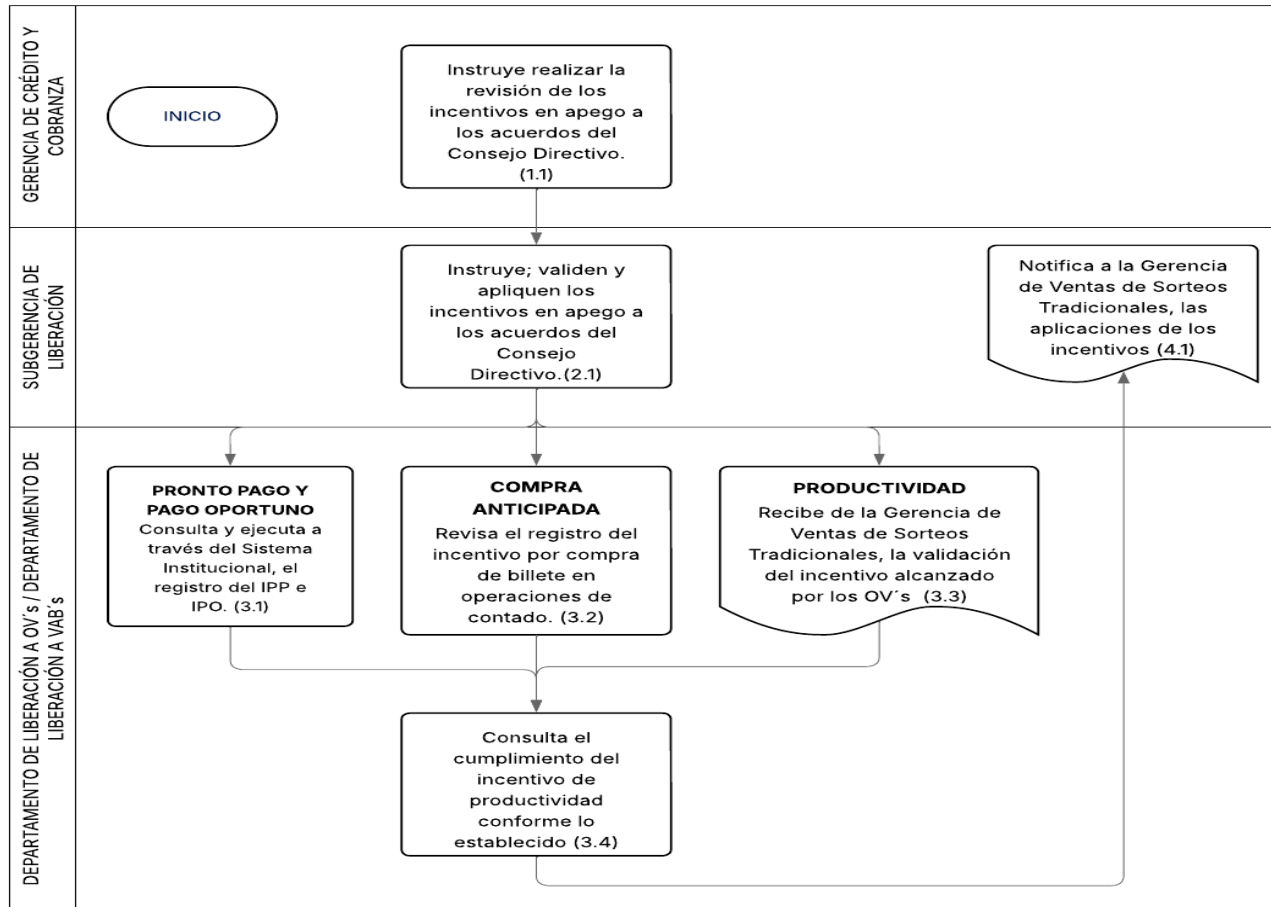 GERENCIA DE CRÉDITO Y
COBRANZA
INICIO
Instruye realizar la
revisión de los
incentivos en apego a
los acuerdos del
Consejo Directivo.
(1.1)
SUBGERENCIA DE
LIBERACIÓN
Instruye; validen y
apliquen los
incentivos en apego a
los acuerdos del
Consejo
Directivo.(2.1)
Notifica a la Gerencia
de Ventas de Sorteos
Tradicionales, las
aplicaciones de los
incentivos (4.1)
DEPARTAMENTO DE LIBERACIÓN A OV´s / DEPARTAMENTO DE
LIBERACIÓN A VAB´s
PRONTO PAGO Y
PAGO OPORTUNO
Consulta y ejecuta a
través del Sistema
Institucional, el
registro del IPP e
IPO. (3.1)
COMPRA
ANTICIPADA
Revisa el registro del
incentivo por compra
de billete en
operaciones de
contado. (3.2)
PRODUCTIVIDAD
Recibe de la Gerencia de
Ventas de Sorteos
Tradicionales, la validación
del incentivo alcanzado
por los OV´s (3.3)
Consulta el
cumplimiento del
incentivo de
productividad
conforme lo
establecido (3.4)